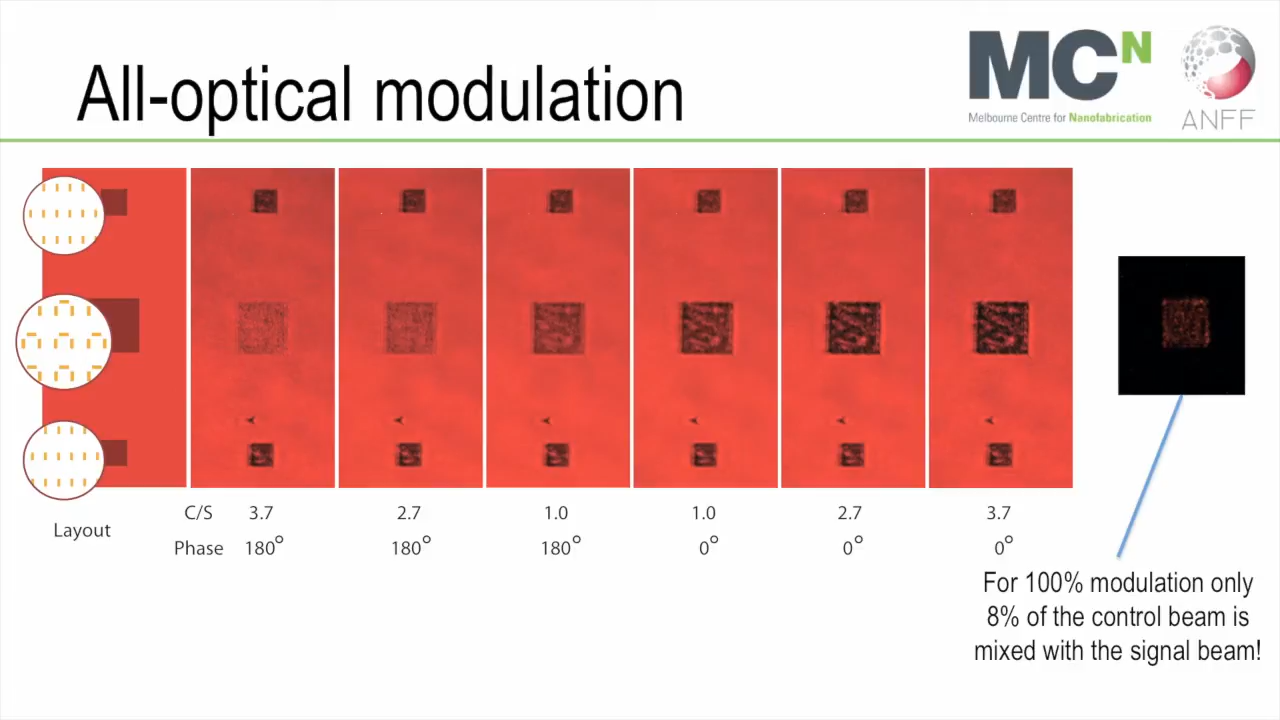 All-optical modulation
MCN
Melbourne Centre for Nanofabrication
ANFF
Layout
C/S 3.7 2.7 1.0 1.0 2.7 3.7
Phase 180° 180° 180° 0° 0° 0°
For 100% modulation only
8% of the control beam is
mixed with the signal beam!